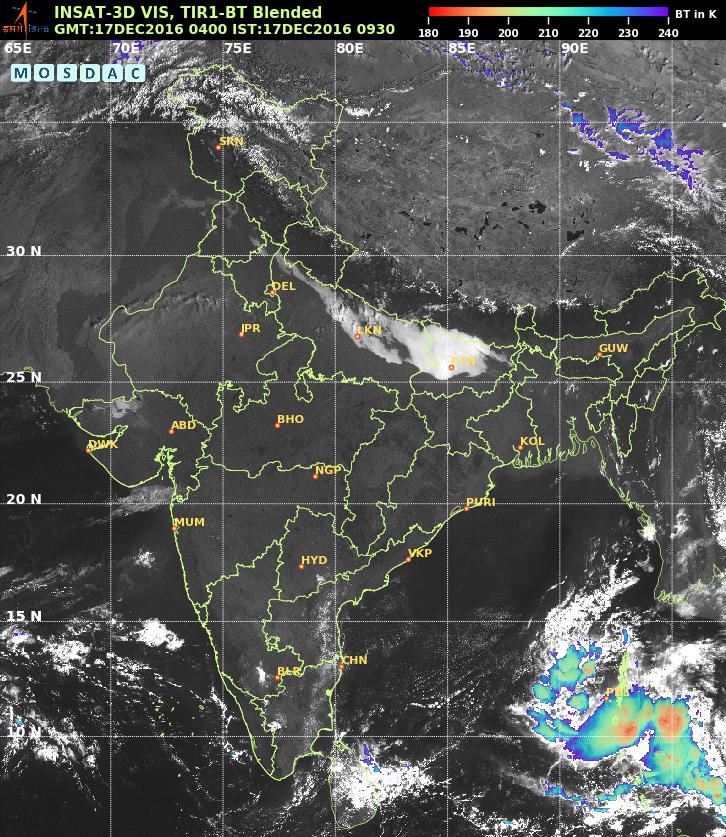 INSAT-3D VIS, TIR1-BT Blended
GMT:17DEC2016 0400 IST:17DEC2016 0930
BT in K
180 190 200 210 220 230 240
65E 70E 75E 80E 85E 90E
MOSDAC
SRN
30 N
DEL
JPR
LKN
GUW
PTN
25 N
ABD
BHO
DWK
KOL
NGP
20 N
PURI
MUM
VKP
HYD
15 N
CHN
BLR
PBL
10 N